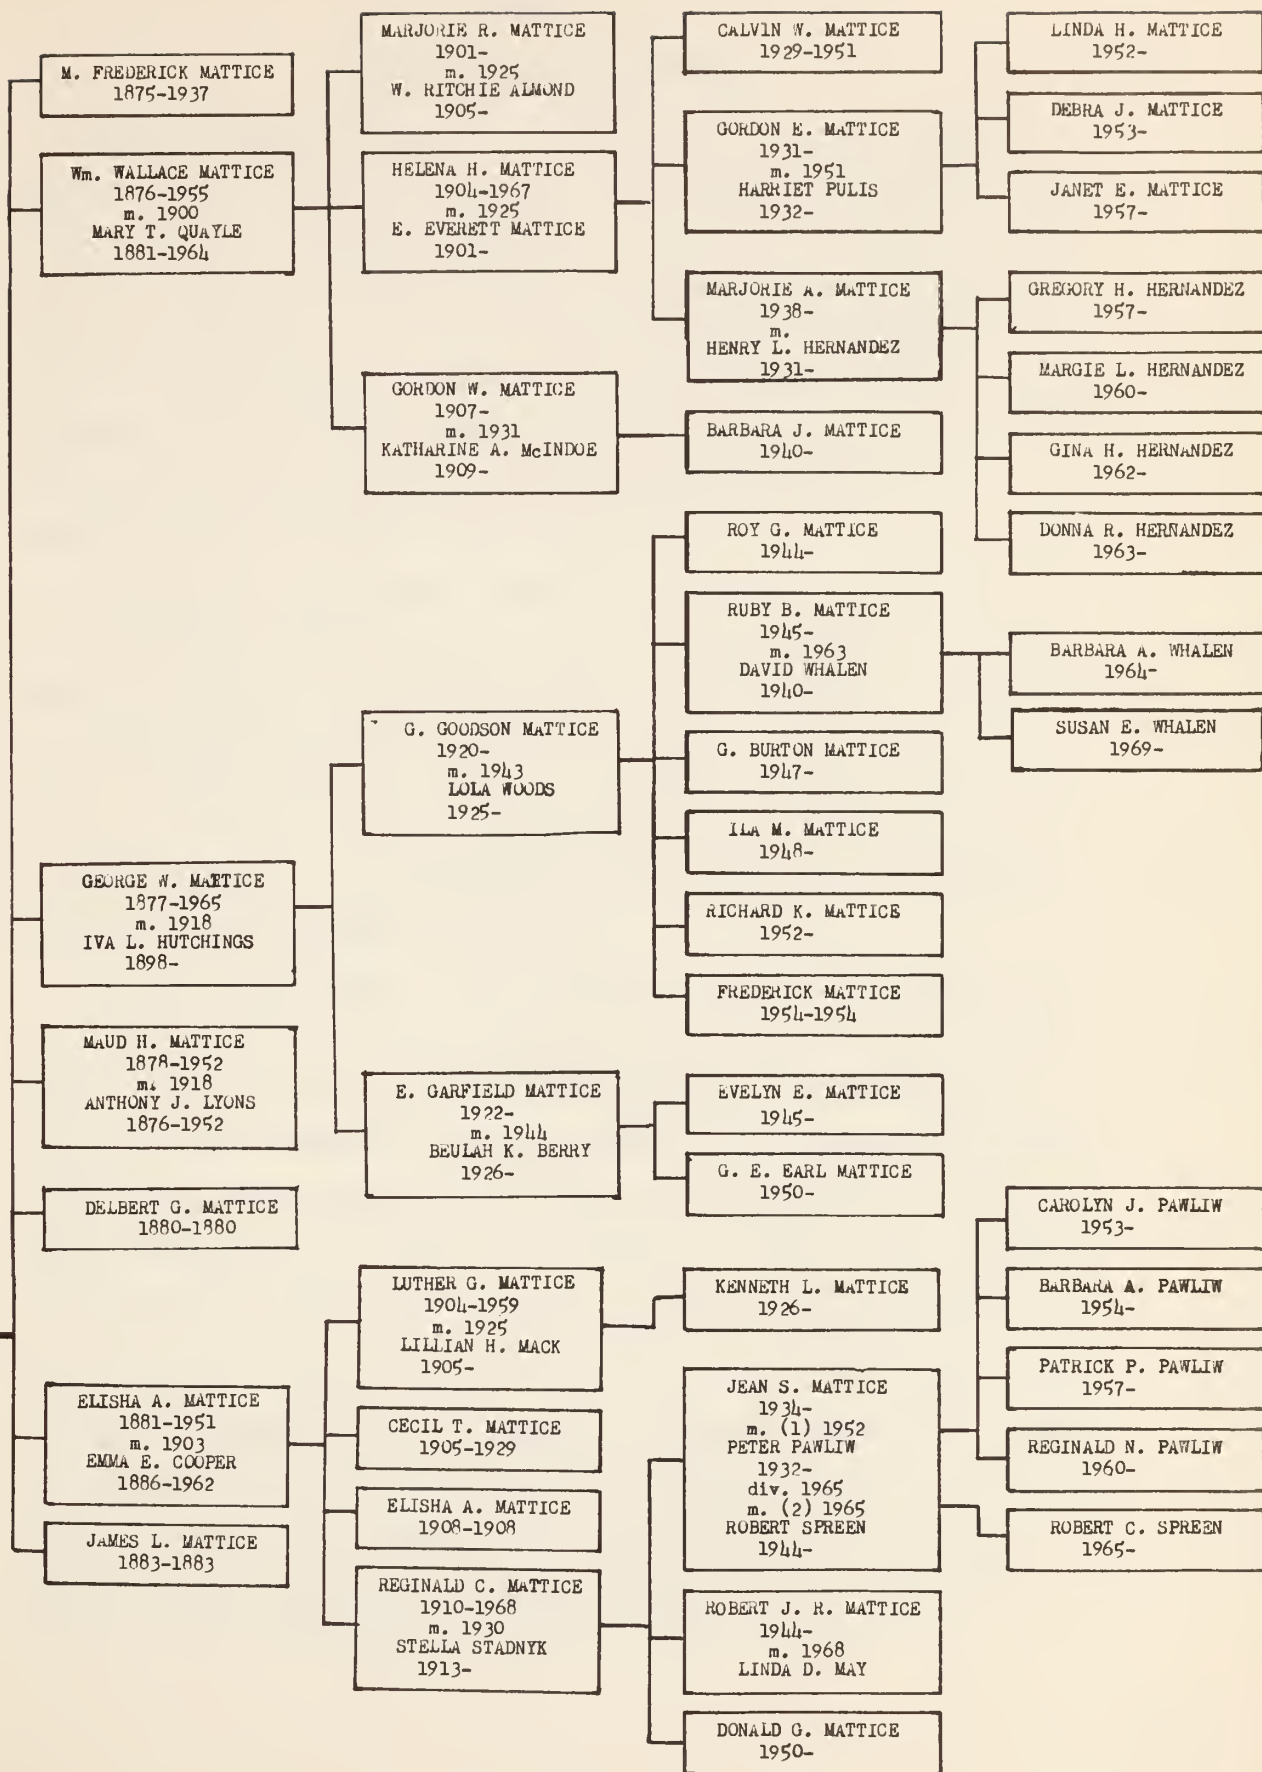 M. FREDERICK MATTICE
1875-1937
Wm. WALLACE MATTICE
1876-1955
m. 1900
MARY T. QUAYLE
1881-1964
GEORGE W. MATTICE
1877-1965
m. 1918
IVA L. HUTCHINGS
1898-
MAUD H. MATTICE
1878-1952
m. 1918
ANTHONY J. LYONS
1876-1952
DELBERT G. MATTICE
1880-1880
ELISHA A. MATTICE
1881-1951
m. 1903
EMMA E. COOPER
1886-1962
JAMES L. MATTICE
1883-1883
MARJORIE R. MATTICE
1901-
m. 1925
W. RITCHIE ALMOND
1905-
HELENA H. MATTICE
1904-1967
m. 1925
E. EVERETT MATTICE
1901-
GORDON W. MATTICE
1907-
m. 1931
KATHARINE A. McINDOE
1909-
G. GOODSON MATTICE
1920-
m. 1943
LOLA WOODS
1925-
E. GARFIELD MATTICE
1922-
m. 1944
BEULAH K. BERRY
1926-
LUTHER G. MATTICE
1904-1959
m. 1925
LILLIAN H. MACK
1905-
CECIL T. MATTICE
1905-1929
ELISHA A. MATTICE
1908-1908
REGINALD C. MATTICE
1910-1968
m. 1930
STELLA STADNYK
1913-
CALVIN W. MATTICE
1929-1951
GORDON E. MATTICE
1931-
m. 1951
HARRIET PULIS
1932-
MARJORIE A. MATTICE
1938-
m.
HENRY L. HERNANDEZ
1931-
BARBARA J. MATTICE
1940-
ROY G. MATTICE
1944-
RUBY B. MATTICE
1945-
m. 1963
DAVID WHALEN
1940-
G. BURTON MATTICE
1947-
ILA M. MATTICE
1948-
RICHARD K. MATTICE
1952-
FREDERICK MATTICE
1954-1954
EVELYN E. MATTICE
1945-
G. E. EARL MATTICE
1950-
KENNETH L. MATTICE
1926-
JEAN S. MATTICE
1934-
m. (1) 1952
PETER PAWLIW
1932-
div. 1965
m. (2) 1965
ROBERT SPREEN
1944-
ROBERT J. R. MATTICE
1944-
m. 1968
LINDA D. MAY
DONALD G. MATTICE
1950-
LINDA H. MATTICE
1952-
DEBRA J. MATTICE
1953-
JANET E. MATTICE
1957-
GREGORY H. HERNANDEZ
1957-
MARGIE L. HERNANDEZ
1960-
GINA H. HERNANDEZ
1962-
DONNA R. HERNANDEZ
1963-
BARBARA A. WHALEN
1964-
SUSAN E. WHALEN
1969-
CAROLYN J. PAWLIW
1953-
BARBARA A. PAWLIW
1954-
PATRICK P. PAWLIW
1957-
REGINALD N. PAWLIW
1960-
ROBERT C. SPREEN
1965-